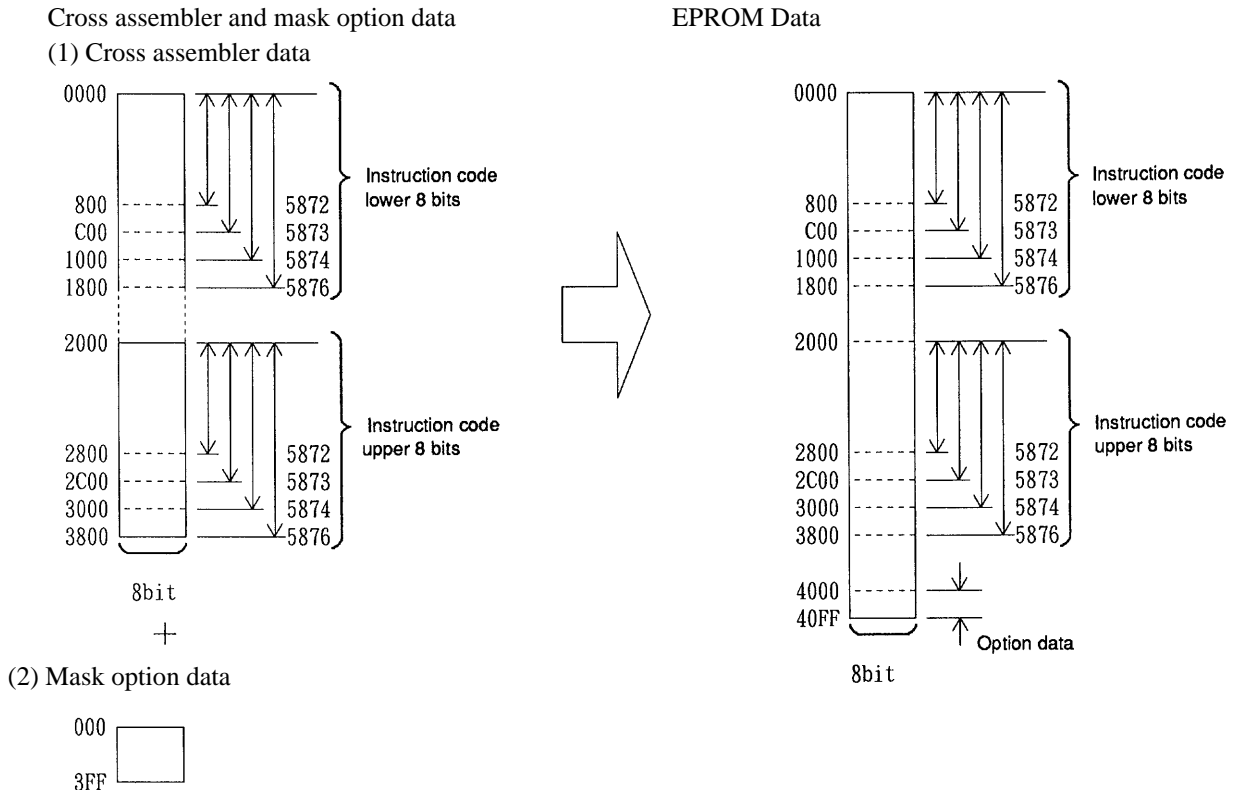 Cross assembler and mask option data
(1) Cross assembler data
0000
800 5872
C00 5873
1000 5874
1800 5876
Instruction code
lower 8 bits
2000
2800 5872
2C00 5873
3000 5874
3800 5876
Instruction code
upper 8 bits
8bit
+
(2) Mask option data
000
3FF
EPROM Data
0000
800 5872
C00 5873
1000 5874
1800 5876
Instruction code
lower 8 bits
2000
2800 5872
2C00 5873
3000 5874
3800 5876
Instruction code
upper 8 bits
4000
40FF
Option data
8bit